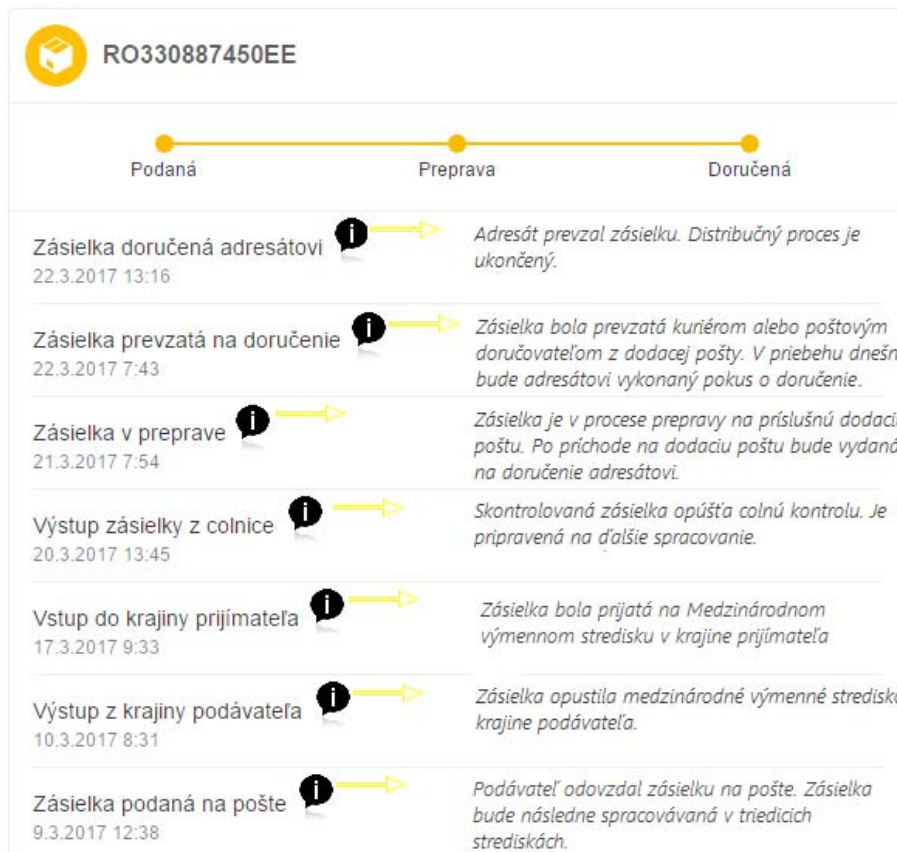 RO330887450EE
Podaná Preprava Doručená
Zásielka doručená adresátovi
22.3.2017 13:16
Adresát prevzal zásielku. Distribučný proces je
ukončený.
Zásielka prevzatá na doručenie
22.3.2017 7:43
Zásielka bola prevzatá kuriérom alebo poštovým
doručovateľom z dodacej pošty. V priebehu dnešn
bude adresátovi vykonaný pokus o doručenie.
Zásielka v preprave
21.3.2017 7:54
Zásielka je v procese prepravy na príslušnú dodaci
poštu. Po príchode na dodaciu poštu bude vydaná
na doručenie adresátovi.
Výstup zásielky z colnice
20.3.2017 13:45
Skontrolovaná zásielka opúšťa colnú kontrolu. Je
pripravená na ďalšie spracovanie.
Vstup do krajiny prijímateľa
17.3.2017 9:33
Zásielka bola prijatá na Medzinárodnom
výmennom stredisku v krajine prijímateľa
Výstup z krajiny podávateľa
10.3.2017 8:31
Zásielka opustila medzinárodné výmenné stredisk
krajine podávateľa.
Zásielka podaná na pošte
9.3.2017 12:38
Podávateľ odovzdal zásielku na pošte. Zásielka
bude následne spracovávaná v triedicich
strediskách.